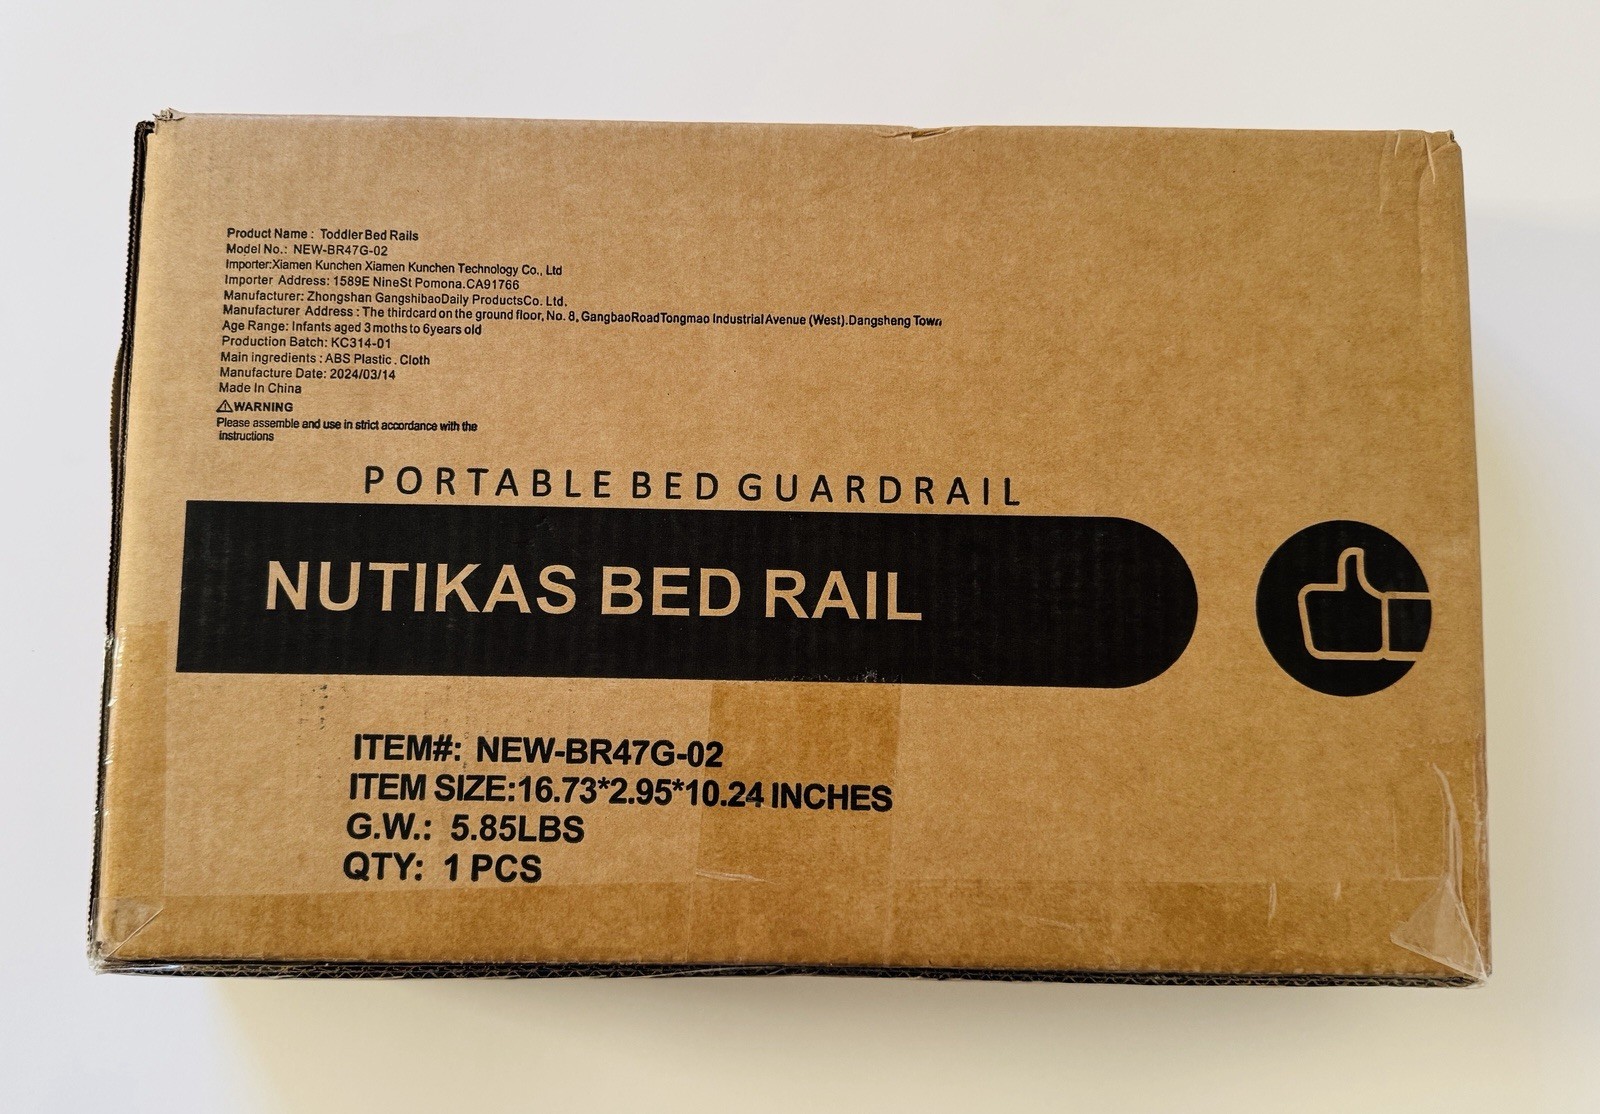 Product Name : Toddler Bed Rails
Model No.: NEW-BR47G-02
Importer:Xiamen Kunchen Xiamen Kunchen Technology Co., Ltd
Importer Address: 1589E NineSt Pomona.CA91766
Manufacturer: Zhongshan GangshibaoDaily ProductsCo. Ltd.
Manufacturer Address : The thirdcard on the ground floor, No. 8, GangbaoRoadTongmao Industrial Avenue (West).Dangsheng Town
Age Range: Infants aged 3 moths to 6years old
Production Batch: KC314-01
Main ingredients : ABS Plastic . Cloth
Manufacture Date: 2024/03/14
Made In China
⚠WARNING
Please assemble and use in strict accordance with the
instructions
PORTABLE BED GUARDRAIL
NUTIKAS BED RAIL
ITEM#: NEW-BR47G-02
ITEM SIZE:16.73*2.95*10.24 INCHES
G.W.: 5.85LBS
QTY: 1 PCS